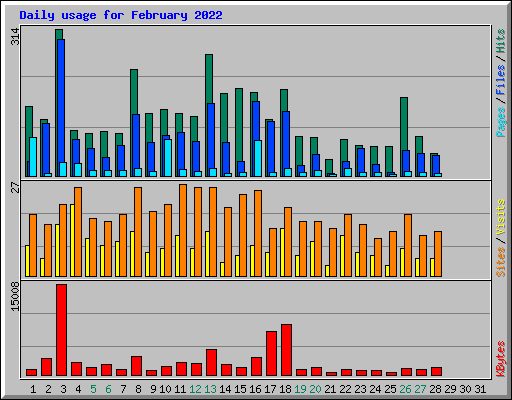 Daily usage for February 2022
314
Pages / Files / Hits
27
Sites / Visits
15008
KBytes
1 2 3 4 5 6 7 8 9 10 11 12 13 14 15 16 17 18 19 20 21 22 23 24 25 26 27 28 29 30 31